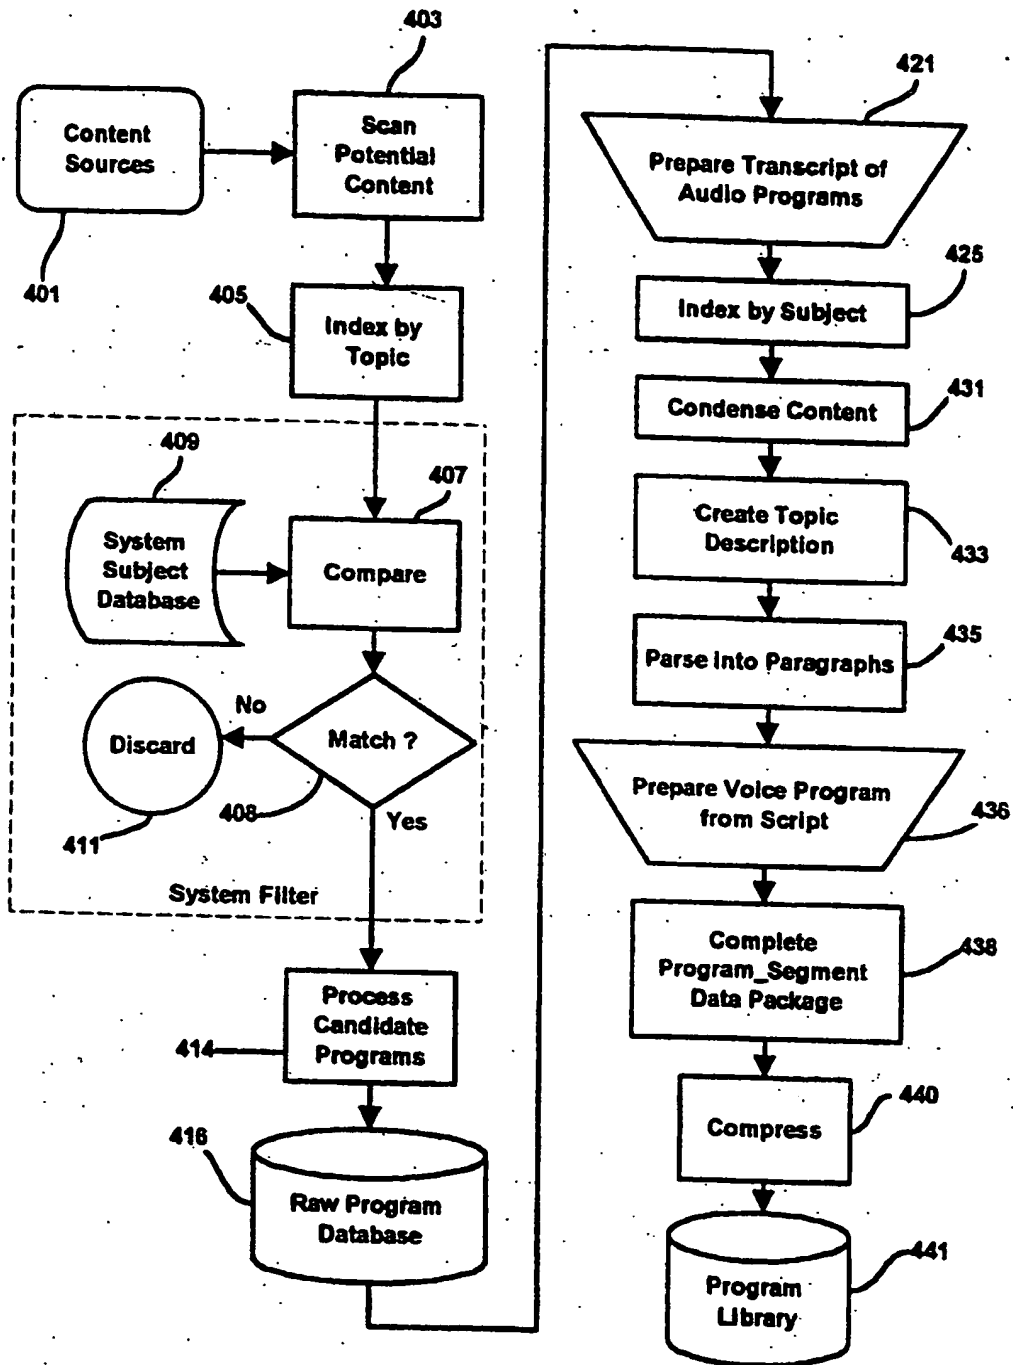 403
Content
Sources
Scan
Potential
Content
401
405
Index by
Topic
409
407
System
Subject
Database
Compare
No
Discard
Match ?
408
Yes
411
System Filter
Process
Candidate
Programs
414
416
Raw Program
Database
421
Prepare Transcript of
Audio Programs
425
Index by Subject
431
Condense Content
Create Topic
Description
433
435
Parse into Paragraphs
Prepare Voice Program
from Script
436
Complete
Program_Segment
Data Package
438
440
Compress
441
Program
Library